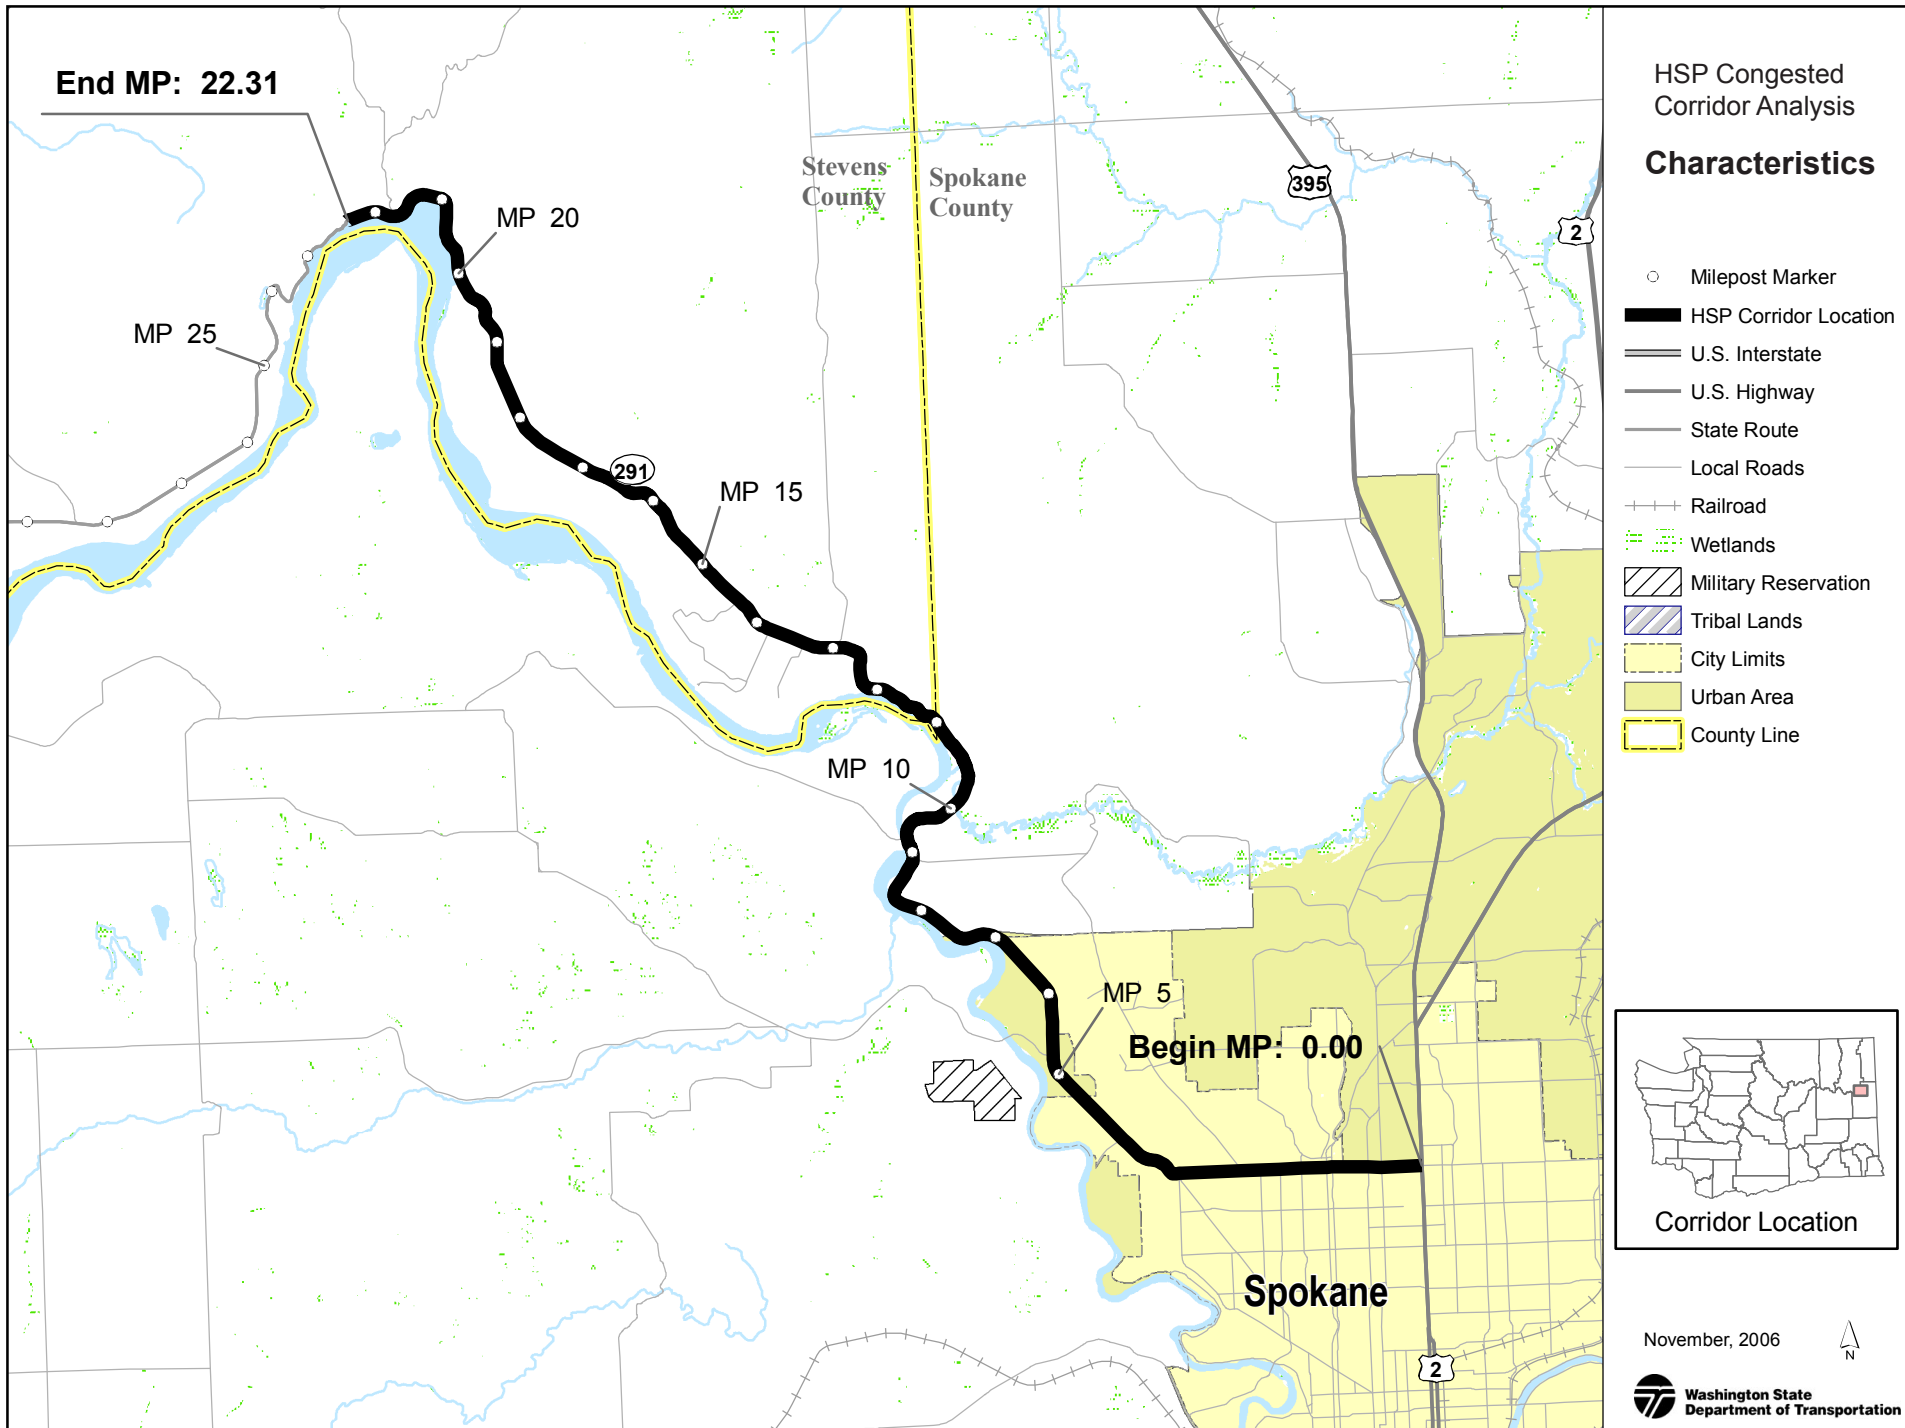 End MP: 22.31
Stevens
County
Spokane
County
395
2
MP 20
MP 25
291
MP 15
MP 10
MP 5
Begin MP: 0.00
Spokane
2
HSP Congested
Corridor Analysis
Characteristics
Milepost Marker
HSP Corridor Location
U.S. Interstate
U.S. Highway
State Route
Local Roads
Railroad
Wetlands
Military Reservation
Tribal Lands
City Limits
Urban Area
County Line
Corridor Location
November, 2006
N
Washington State
Department of Transportation